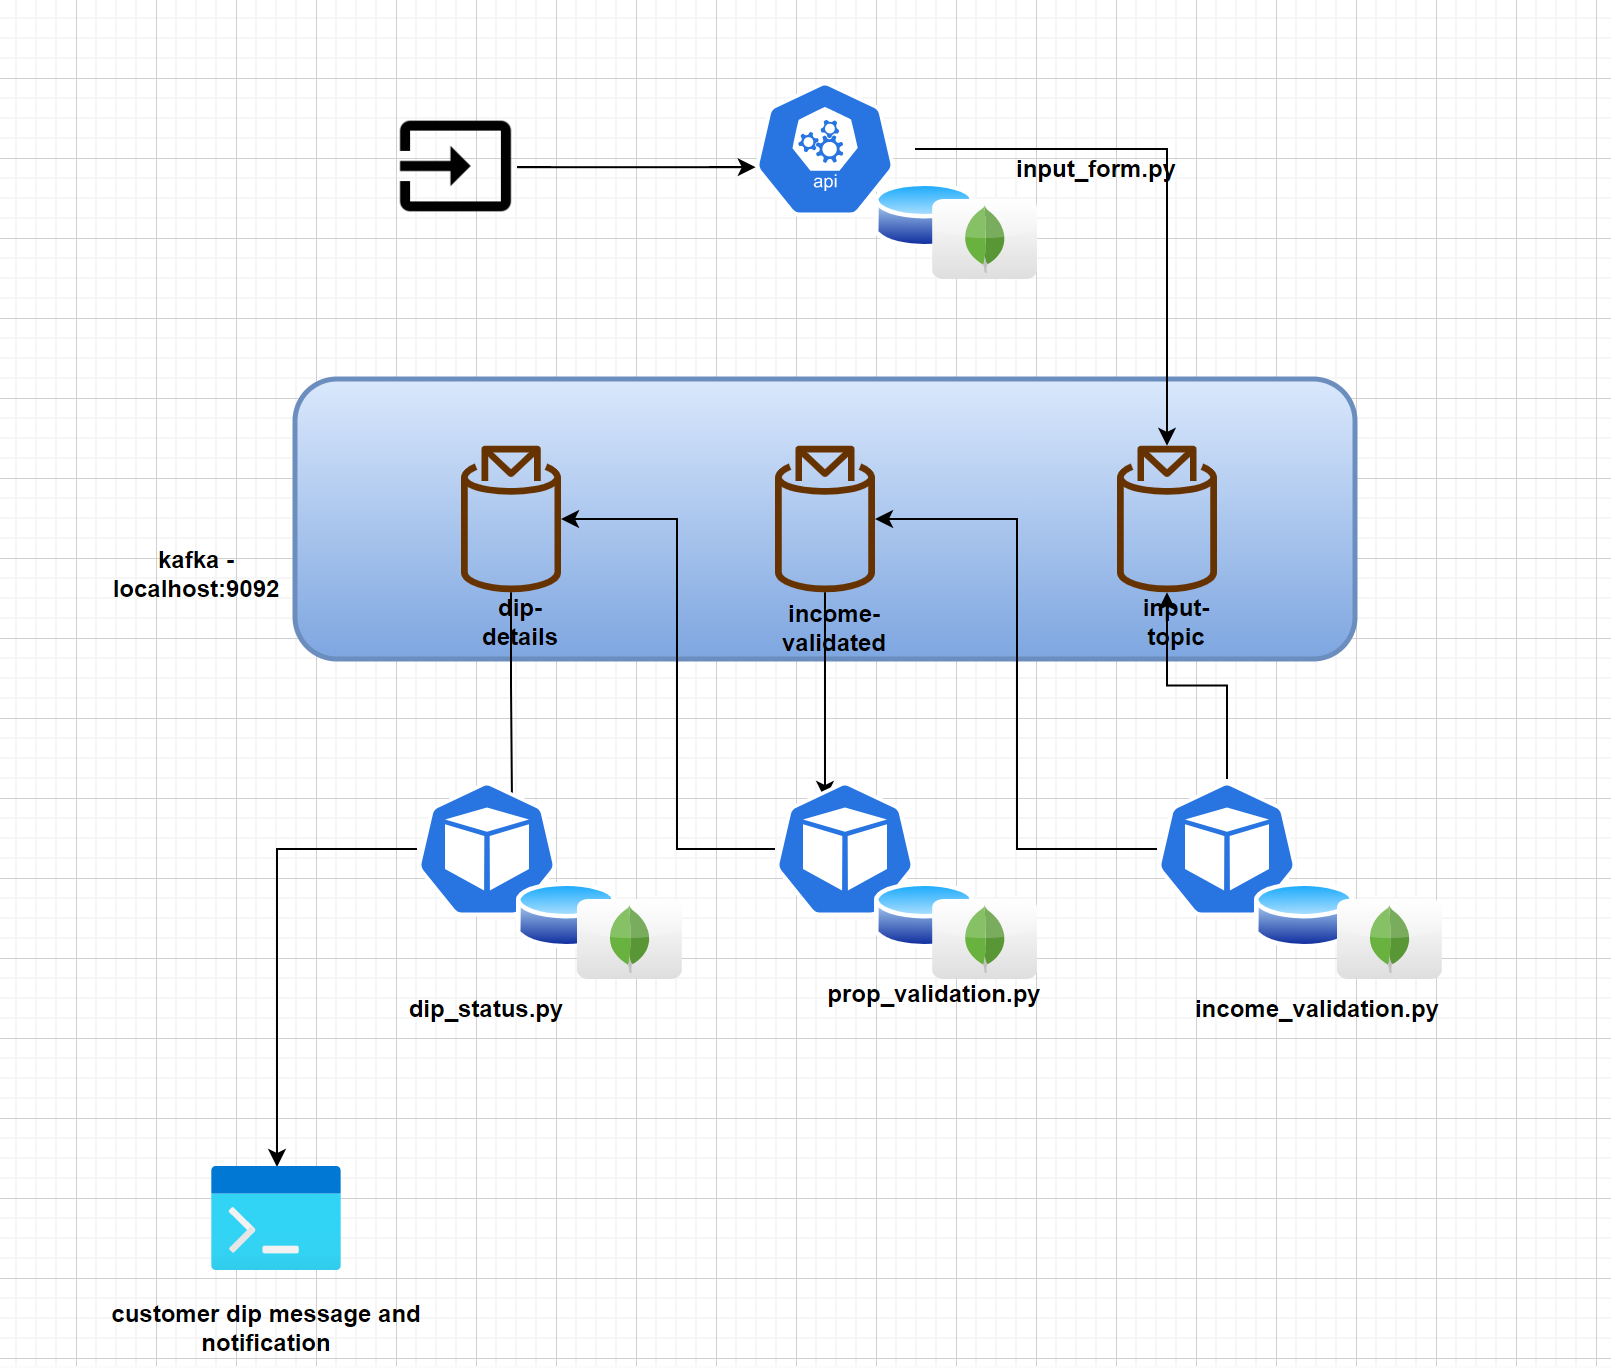 api
input_form.py
kafka -
localhost:9092
dip-
details
income-
validated
input-
topic
dip_status.py
prop_validation.py
income_validation.py
customer dip message and
notification